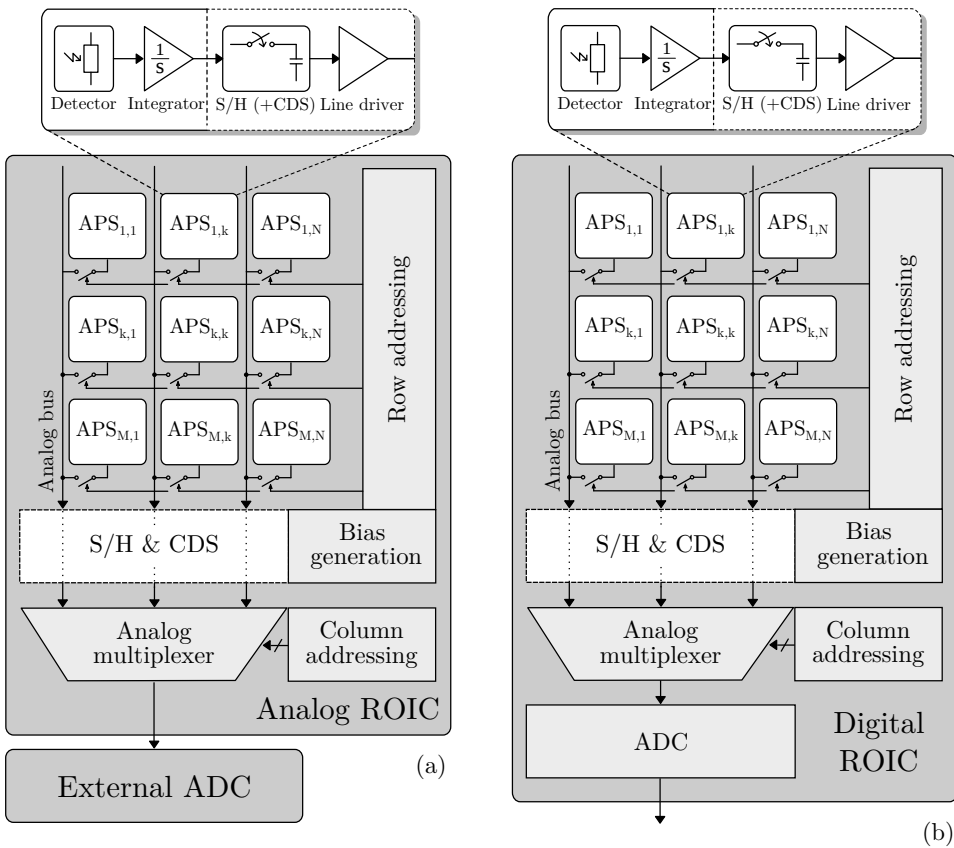 1/s
Detector Integrator S/H (+CDS) Line driver
APS1,1 APS1,k APS1,N
APSk,1 APSk,k APSk,N
APSM,1 APSM,k APSM,N
Analog bus
Row addressing
S/H & CDS
Bias
generation
Analog
multiplexer
Column
addressing
Analog ROIC
External ADC
(a)
1/s
Detector Integrator S/H (+CDS) Line driver
APS1,1 APS1,k APS1,N
APSk,1 APSk,k APSk,N
APSM,1 APSM,k APSM,N
Analog bus
Row addressing
S/H & CDS
Bias
generation
Analog
multiplexer
Column
addressing
ADC
Digital
ROIC
(b)